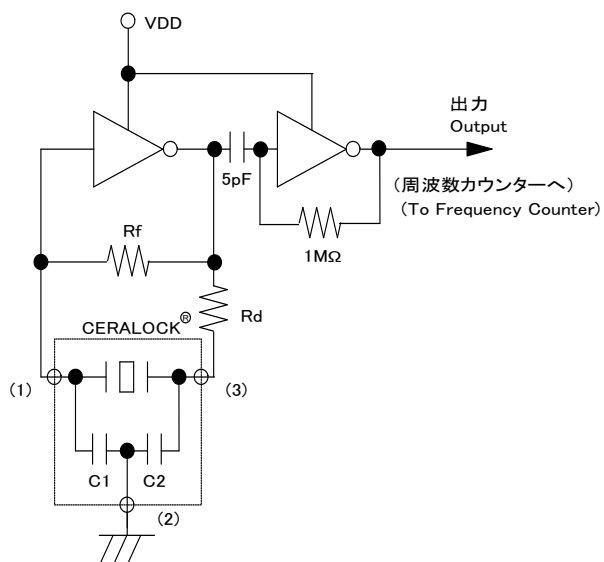 VDD
出力
Output
5pF
(周波数カウンターへ)
(To Frequency Counter)
Rf
1MΩ
Rd
CERALOCK®
(1)
(3)
C1
C2
(2)